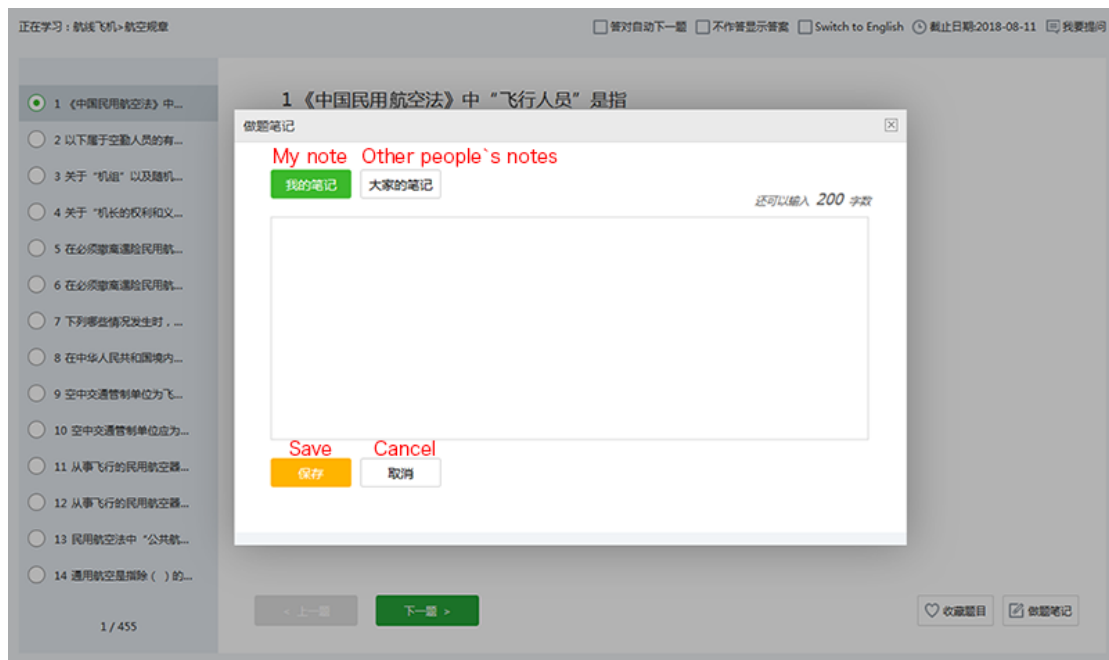 正在学习：航线飞机>航空规章
答对自动下一题 不作答显示答案 Switch to English 截止日期:2018-08-11 我要提问
1 《中国民用航空法》中...
2 以下属于空勤人员的有...
3 关于“机组”以及随机...
4 关于“机长的权利和义...
5 在必须撤离遇险民用航...
6 在必须撤离遇险民用航...
7 下列哪些情况发生时，...
8 在中华人民共和国境内...
9 空中交通管制单位为飞...
10 空中交通管制单位应为...
11 从事飞行的民用航空器...
12 从事飞行的民用航空器...
13 民用航空法中“公共航...
14 通用航空是指除（ ）的...
1 / 455
1 《中国民用航空法》中“飞行人员”是指
做题笔记
My note Other people`s notes
我的笔记 大家的笔记
还可以输入 200 字数
Save Cancel
保存 取消
< 上一题 下一题 >
收藏题目 做题笔记